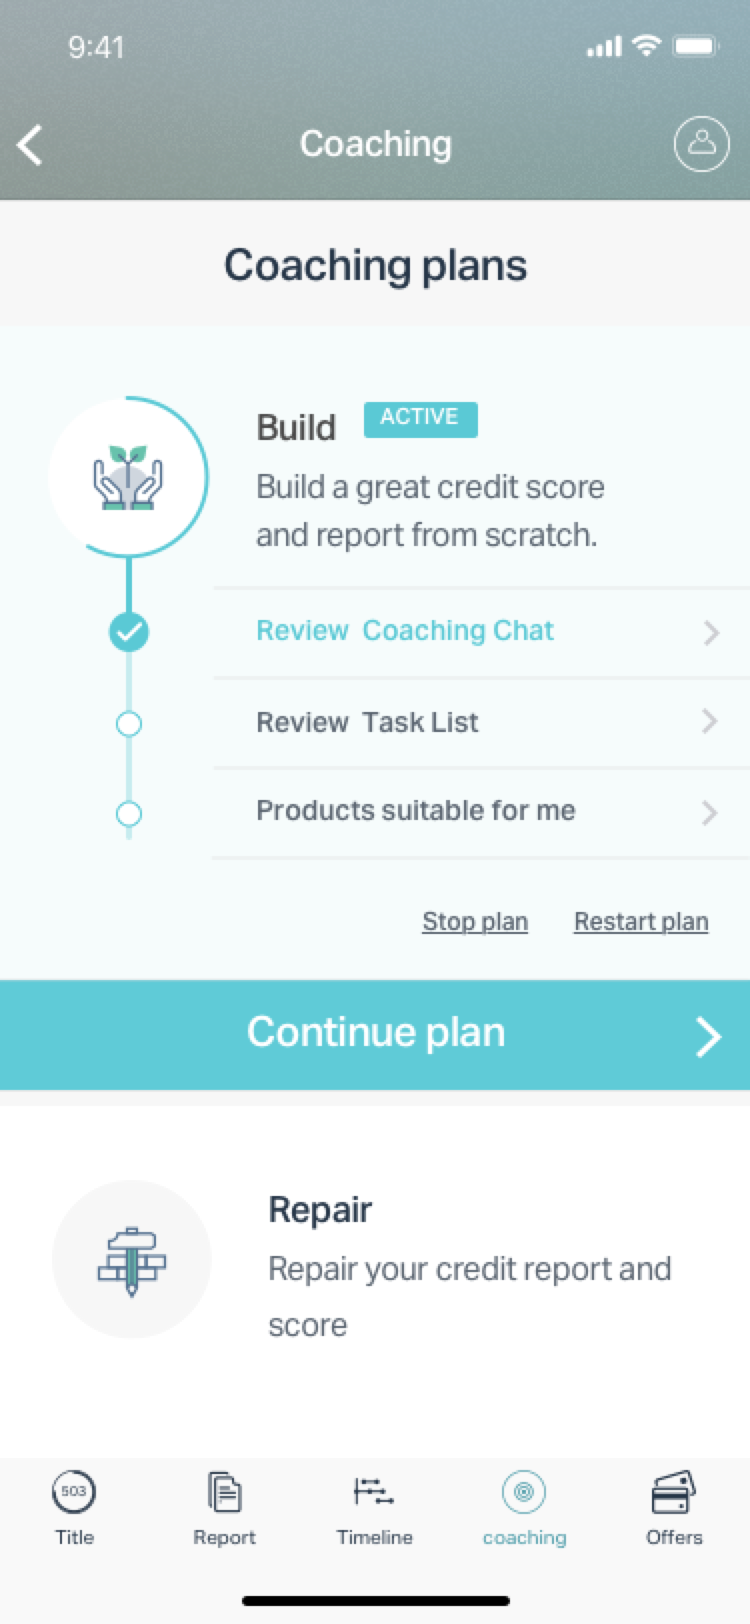 9:41
Coaching
Coaching plans
Build ACTIVE
Build a great credit score
and report from scratch.
Review Coaching Chat
Review Task List
Products suitable for me
Stop plan Restart plan
Continue plan
Repair
Repair your credit report and
score
503
Title Report Timeline coaching Offers